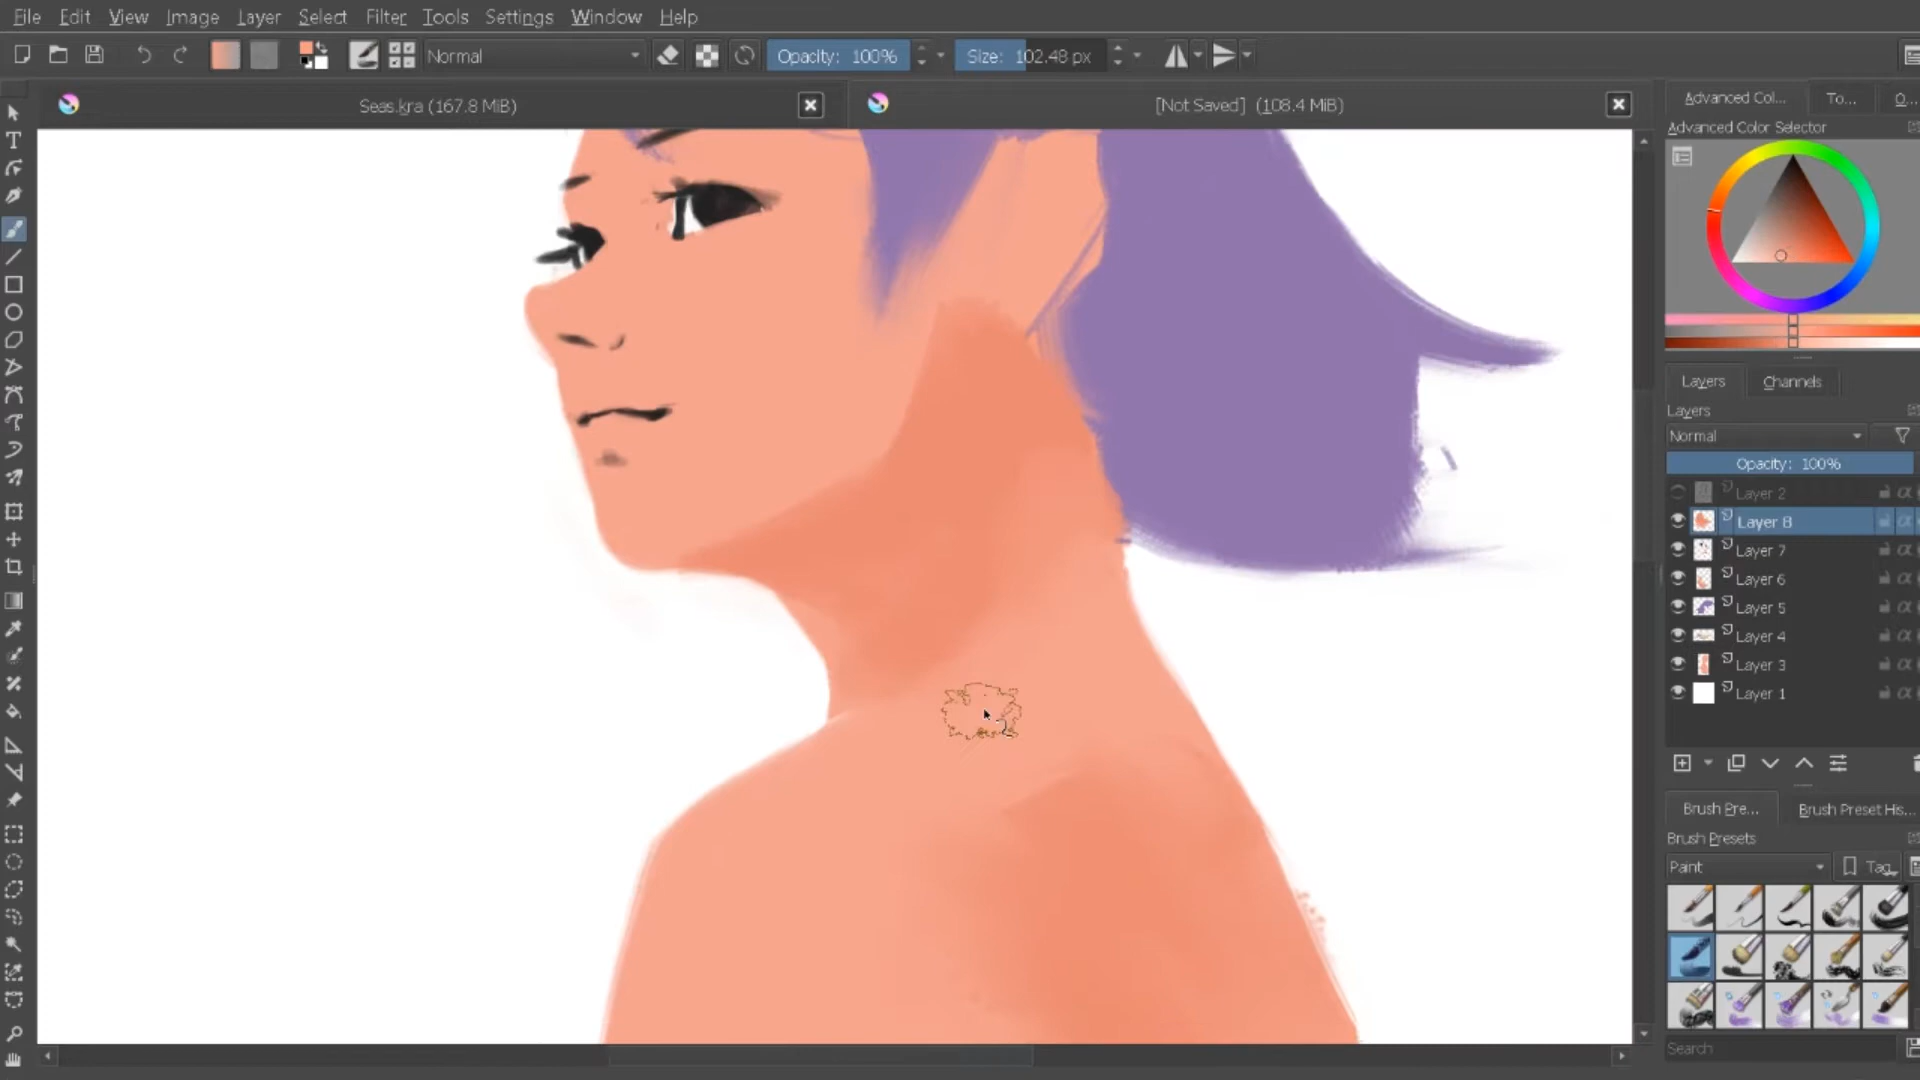 File Edit View Image Layer Select Filter Tools Settings Window Help
Normal Opacity: 100% Size: 102.48 px
Seas.kra (167.8 MiB) [Not Saved] (108.4 MiB)
Advanced Col... To... O...
Advanced Color Selector
Layers Channels
Layers
Normal
Opacity: 100%
Layer 2
Layer 8
Layer 7
Layer 6
Layer 5
Layer 4
Layer 3
Layer 1
Brush Pre... Brush Preset His...
Brush Presets
Paint Tag
Search